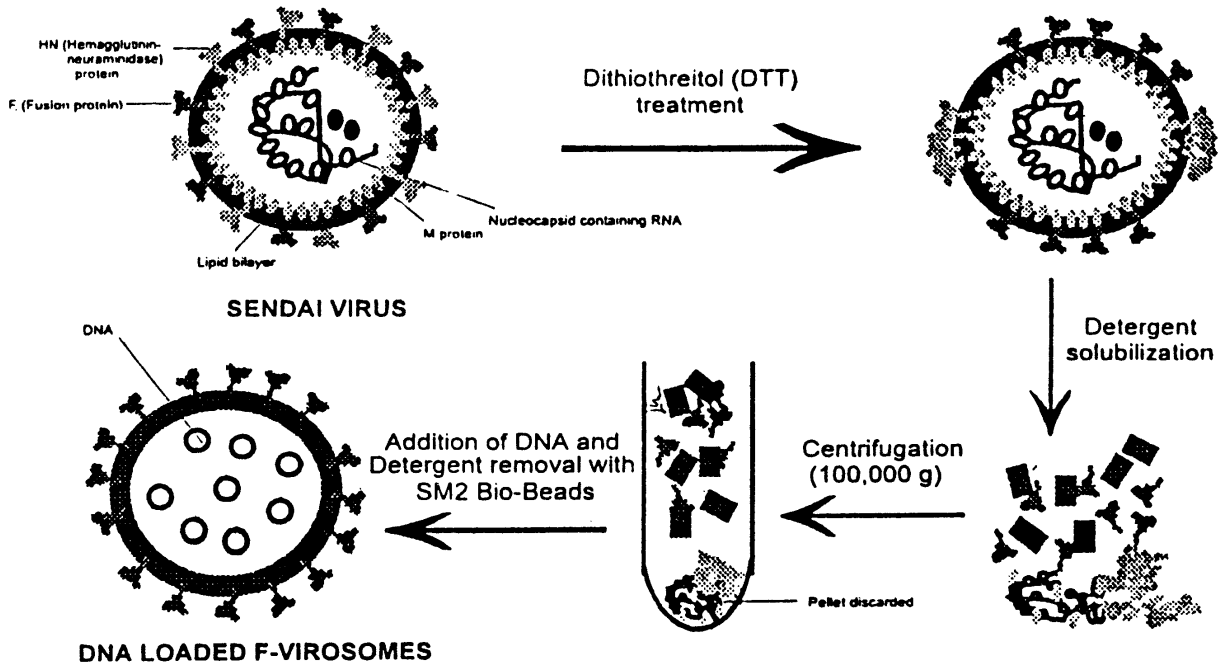 HN (Hemagglutinin-
neuraminidase)
protein
F, (Fusion protein)
Lipid bilayer
M protein
Nucleocapsid containing RNA
SENDAI VIRUS
Dithiothreitol (DTT)
treatment
Detergent
solubilization
Centrifugation
(100,000 g)
Pellet discarded
Addition of DNA and
Detergent removal with
SM2 Bio-Beads
DNA
DNA LOADED F-VIROSOMES